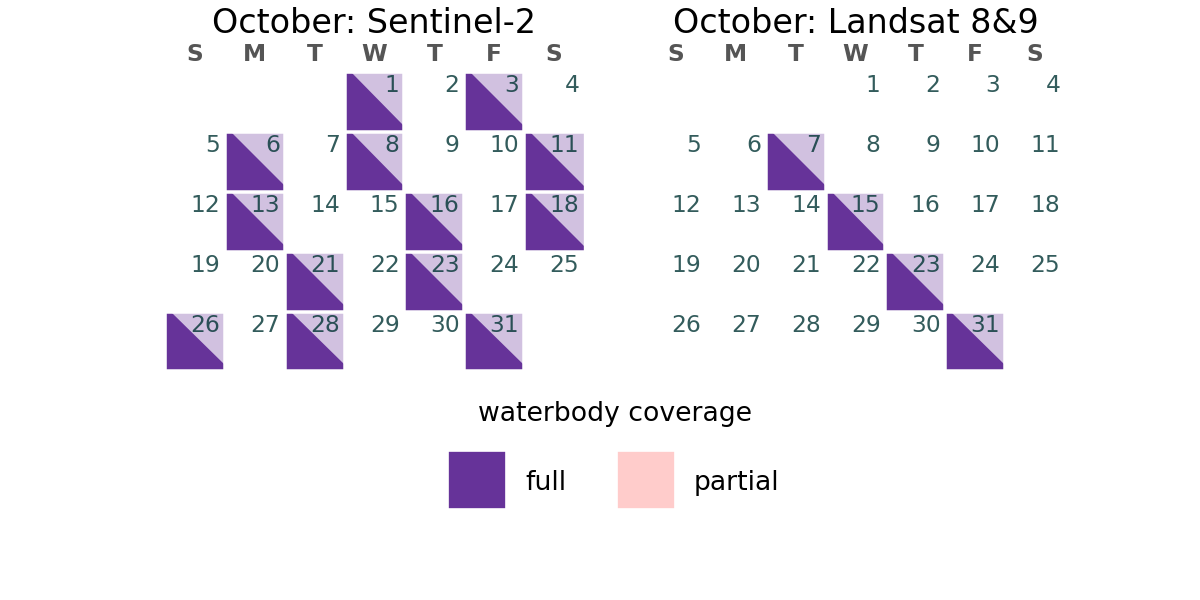 October: Sentinel-2
S M T W T F S
1 2 3 4
5 6 7 8 9 10 11
12 13 14 15 16 17 18
19 20 21 22 23 24 25
26 27 28 29 30 31
October: Landsat 8&9
S M T W T F S
1 2 3 4
5 6 7 8 9 10 11
12 13 14 15 16 17 18
19 20 21 22 23 24 25
26 27 28 29 30 31
waterbody coverage
full partial